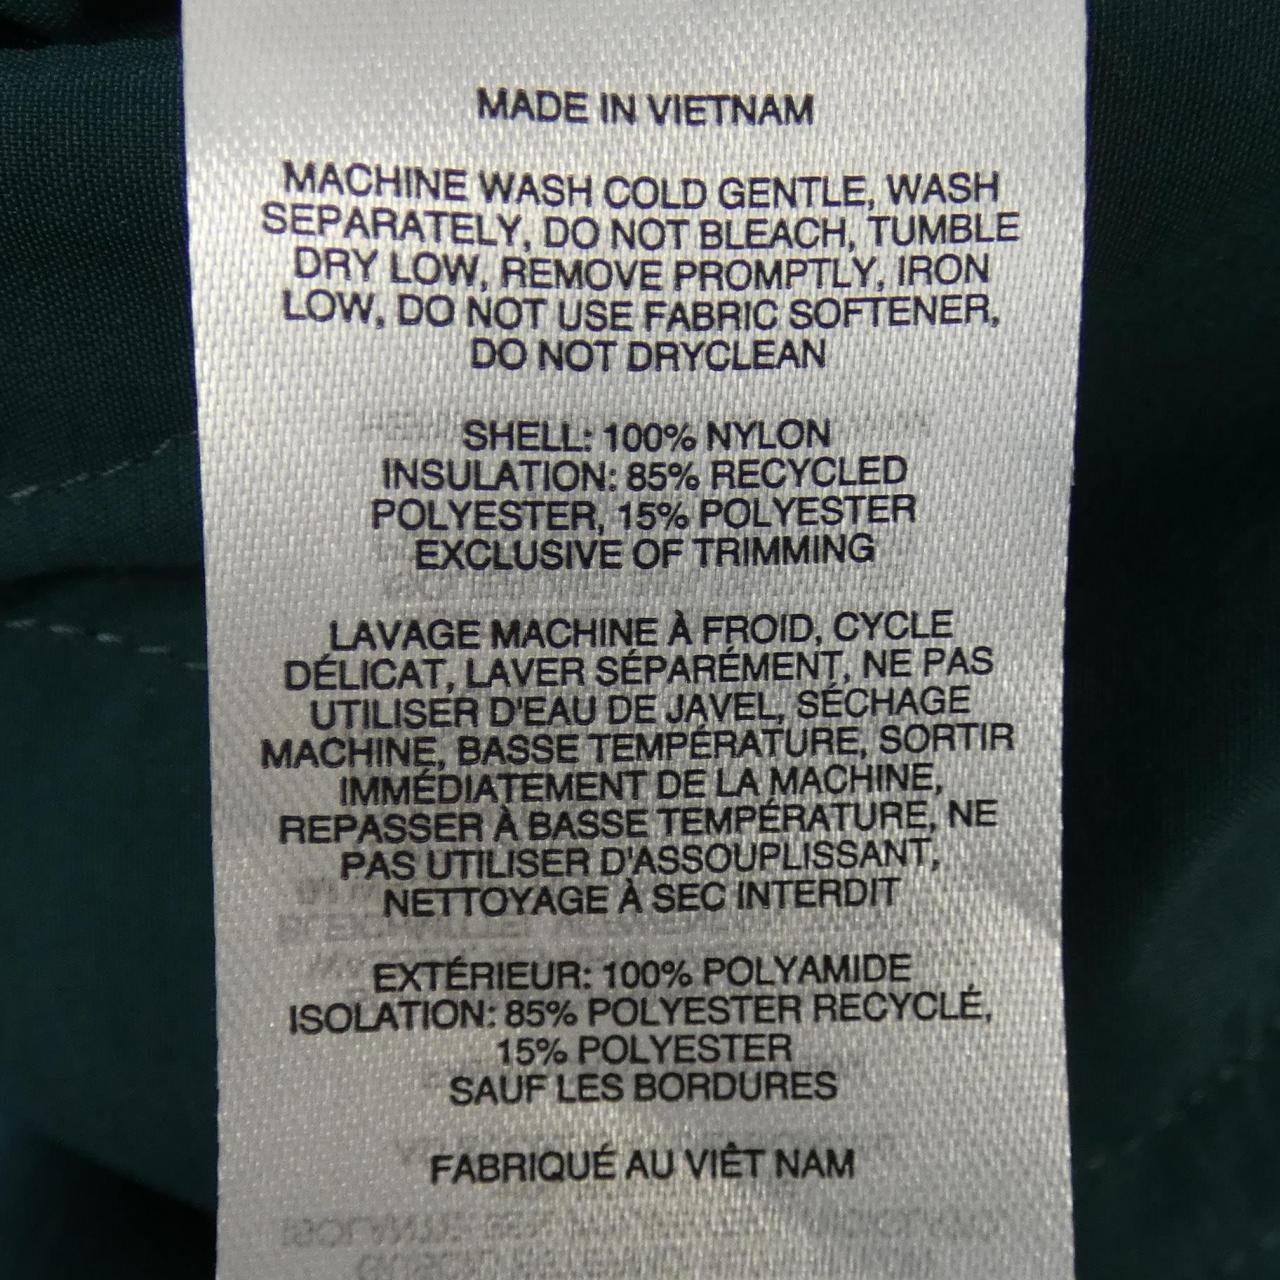 MADE IN VIETNAM
MACHINE WASH COLD GENTLE, WASH
SEPARATELY, DO NOT BLEACH, TUMBLE
DRY LOW, REMOVE PROMPTLY, IRON
LOW, DO NOT USE FABRIC SOFTENER,
DO NOT DRYCLEAN
SHELL: 100% NYLON
INSULATION: 85% RECYCLED
POLYESTER, 15% POLYESTER
EXCLUSIVE OF TRIMMING
LAVAGE MACHINE À FROID, CYCLE
DÉLICAT, LAVER SÉPARÉMENT, NE PAS
UTILISER D'EAU DE JAVEL, SÉCHAGE
MACHINE, BASSE TEMPÉRATURE, SORTIR
IMMÉDIATEMENT DE LA MACHINE,
REPASSER À BASSE TEMPÉRATURE, NE
PAS UTILISER D'ASSOUPLISSANT,
NETTOYAGE À SEC INTERDIT
EXTÉRIEUR: 100% POLYAMIDE
ISOLATION: 85% POLYESTER RECYCLÉ,
15% POLYESTER
SAUF LES BORDURES
FABRIQUÉ AU VIÊT NAM